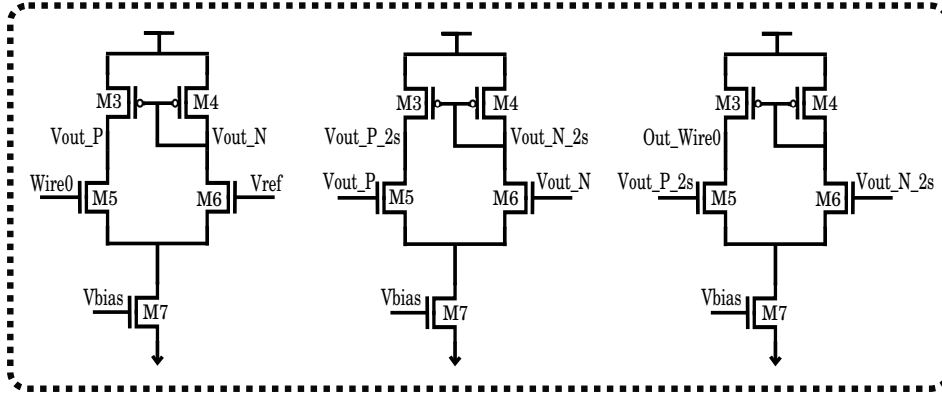 M3 M4
Vout_P Vout_N
Wire0 Vref
M5 M6
Vbias
M7
M3 M4
Vout_P_2s Vout_N_2s
Vout_P Vout_N
M5 M6
Vbias
M7
M3 M4
Out_Wire0
Vout_P_2s Vout_N_2s
M5 M6
Vbias
M7